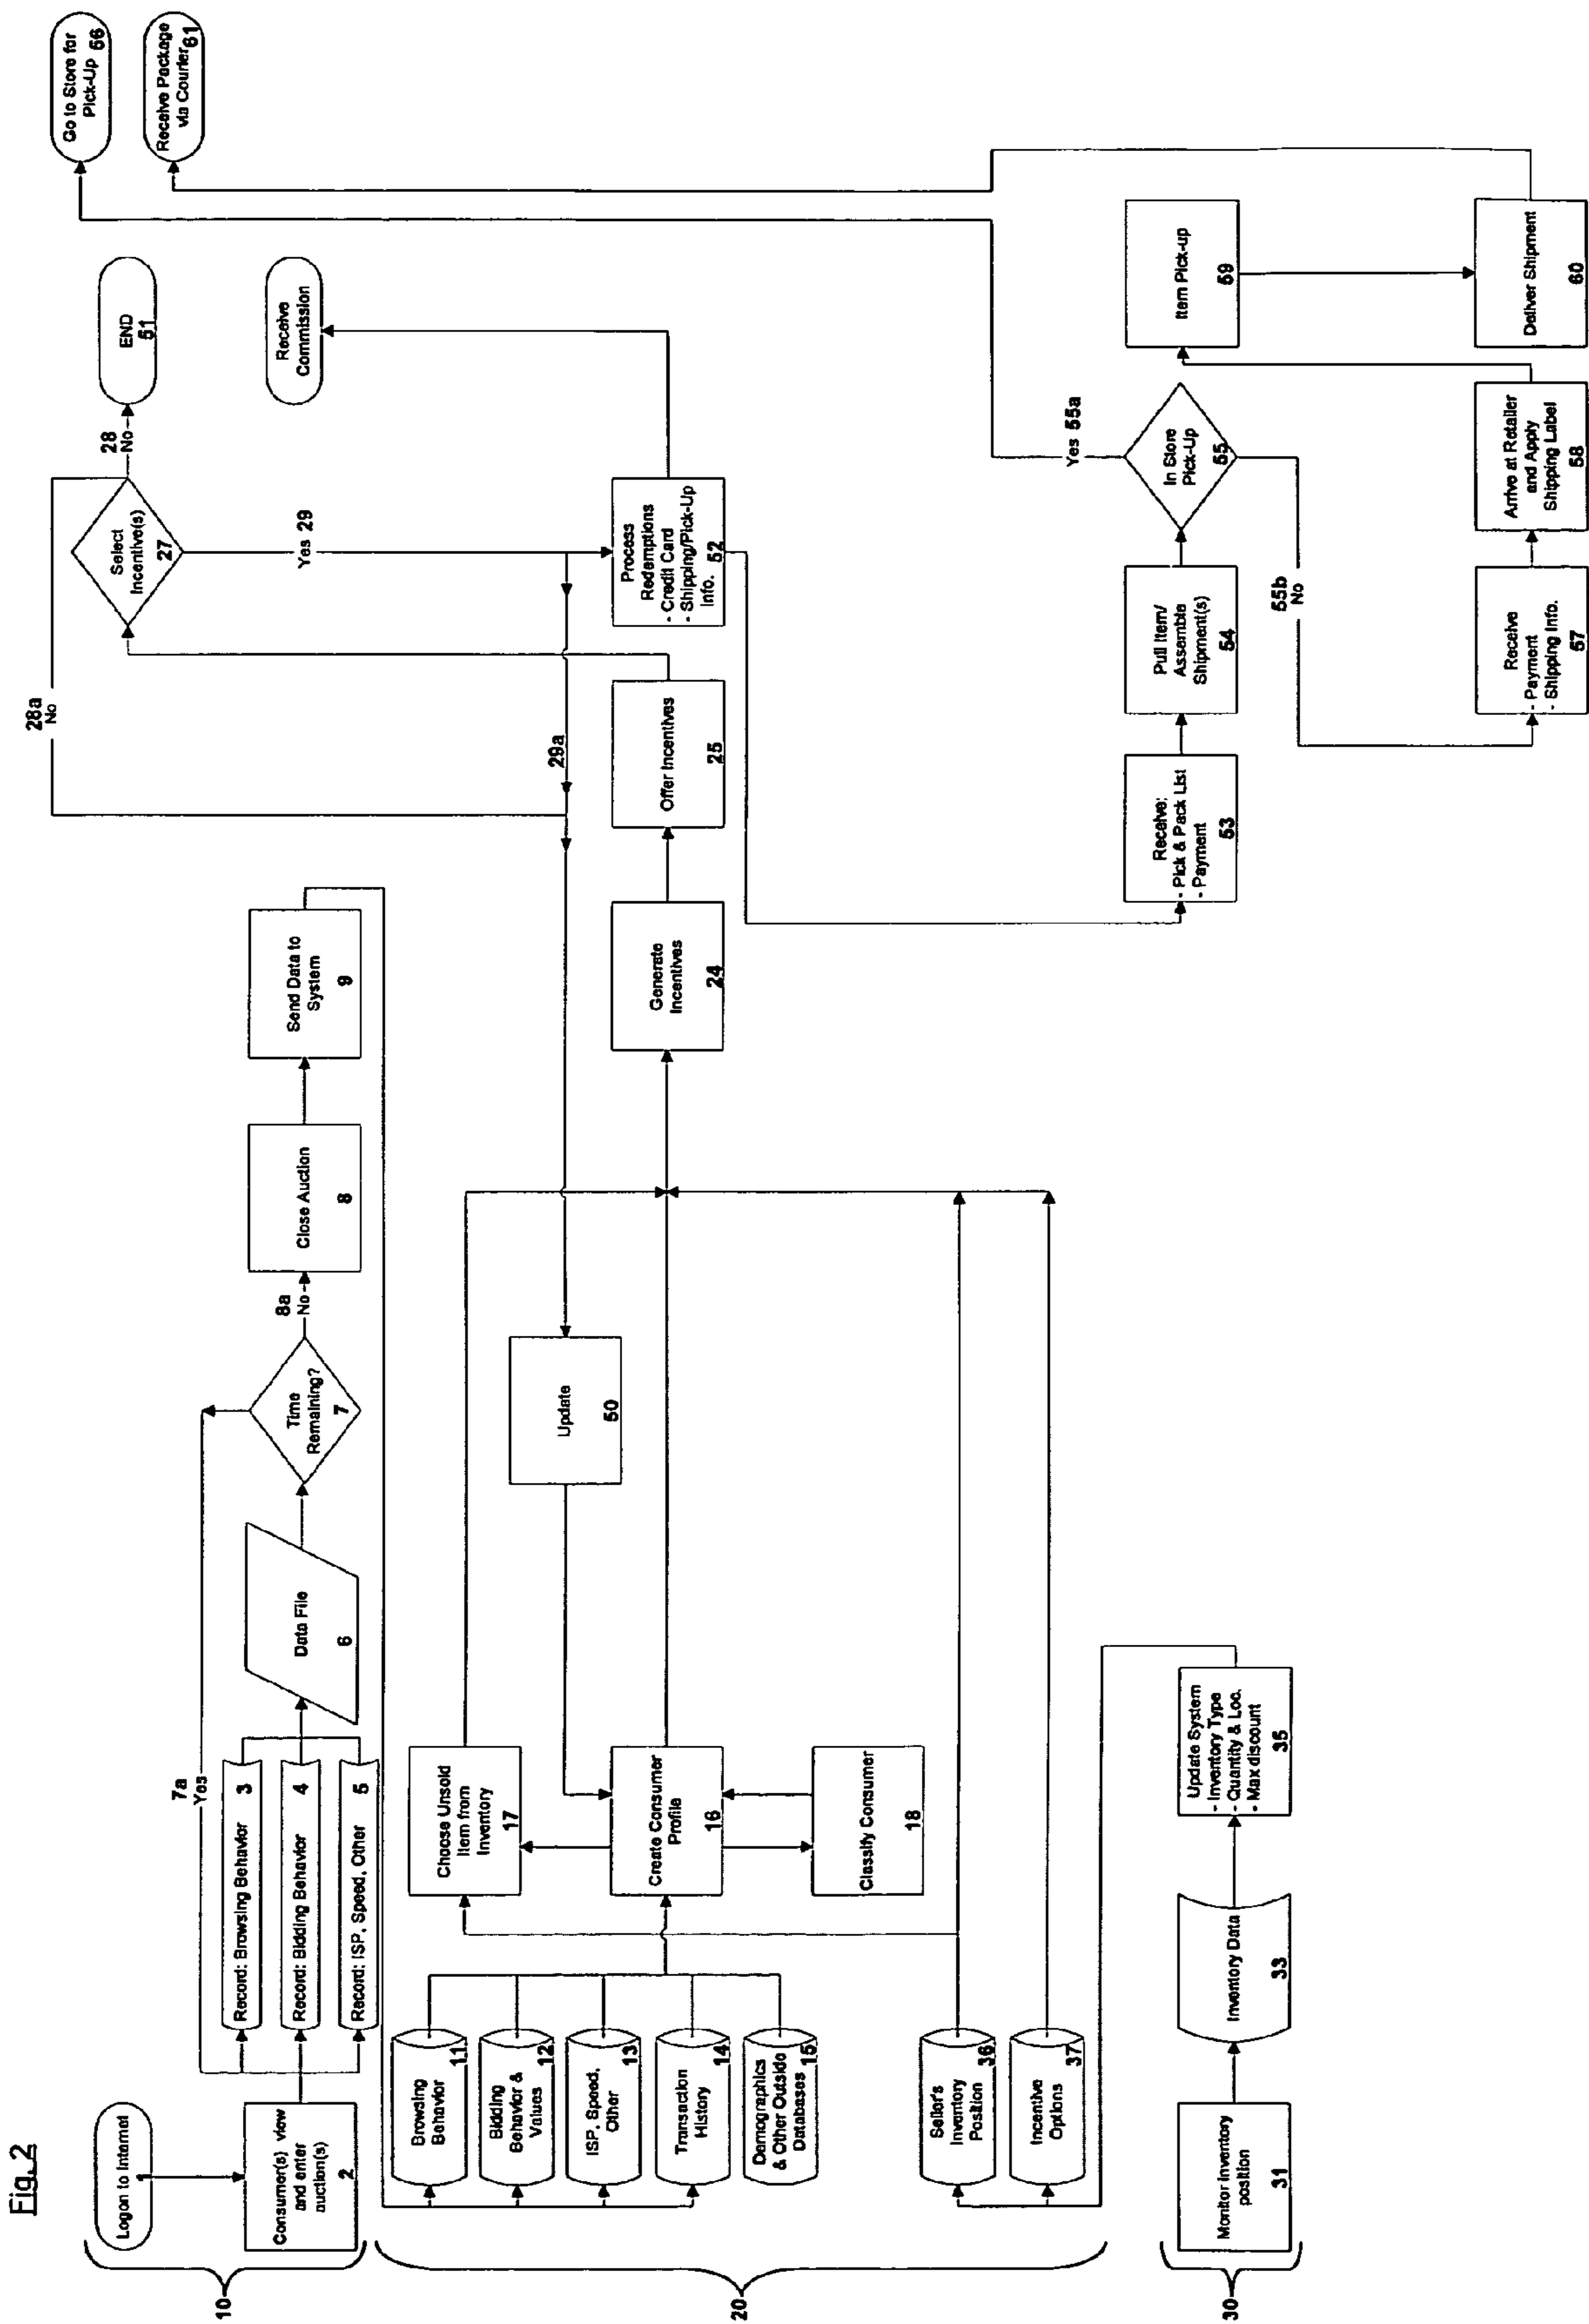 Fig. 2
Logon to Internet
1
Consumer(s) view
and enter
auction(s)
2
7a
Yes
Record: Browsing Behavior 3
Record: Bidding Behavior 4
Record: ISP, Speed, Other 5
Data File
6
Time
Remaining?
7
8a
No
Close Auction
8
Send Data to
System
9
28a
No
Select
Incentive(s)
27
28
No
END
51
Yes 29
29a
Receive
Commission
Go to Store for
Pick-Up 56
Receive Package
via Courier 61
10
Browsing
Behavior
11
Bidding
Behavior &
Values
12
ISP, Speed,
Other
13
Transaction
History
14
Demographics
& Other Outside
Databases 15
Seller's
Inventory
Position
36
Incentive
Options
37
Choose Unsold
Item from
Inventory
17
Create Consumer
Profile
16
Classify Consumer
18
Update
50
Generate
Incentives
24
Offer Incentives
25
Process
Redemptions
- Credit Card
- Shipping/Pick-Up
Info. 52
20
Monitor inventory
position
31
Inventory Data
33
Update System
- Inventory Type
- Quantity & Loc.
- Max discount
35
30
Receive:
- Pick & Pack List
- Payment
53
Pull Item/
Assemble
Shipment(s)
54
In Store
Pick-Up
55
Yes 55a
55b
No
Receive
- Payment
- Shipping Info.
57
Arrive at Retailer
and Apply
Shipping Label
58
Item Pick-up
59
Deliver Shipment
60